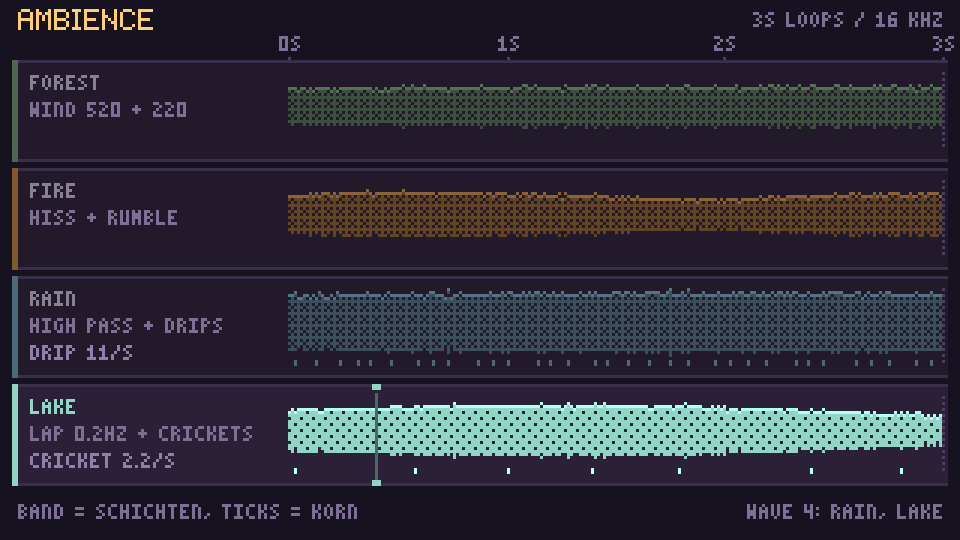 AMBIENCE
3S LOOPS / 16 KHZ
0S 1S 2S 3S
FOREST
WIND 520 + 220
FIRE
HISS + RUMBLE
RAIN
HIGH PASS + DRIPS
DRIP 11/S
LAKE
LAP 0.2HZ + CRICKETS
CRICKET 2.2/S
BAND = SCHICHTEN, TICKS = KORN
WAVE 4: RAIN, LAKE